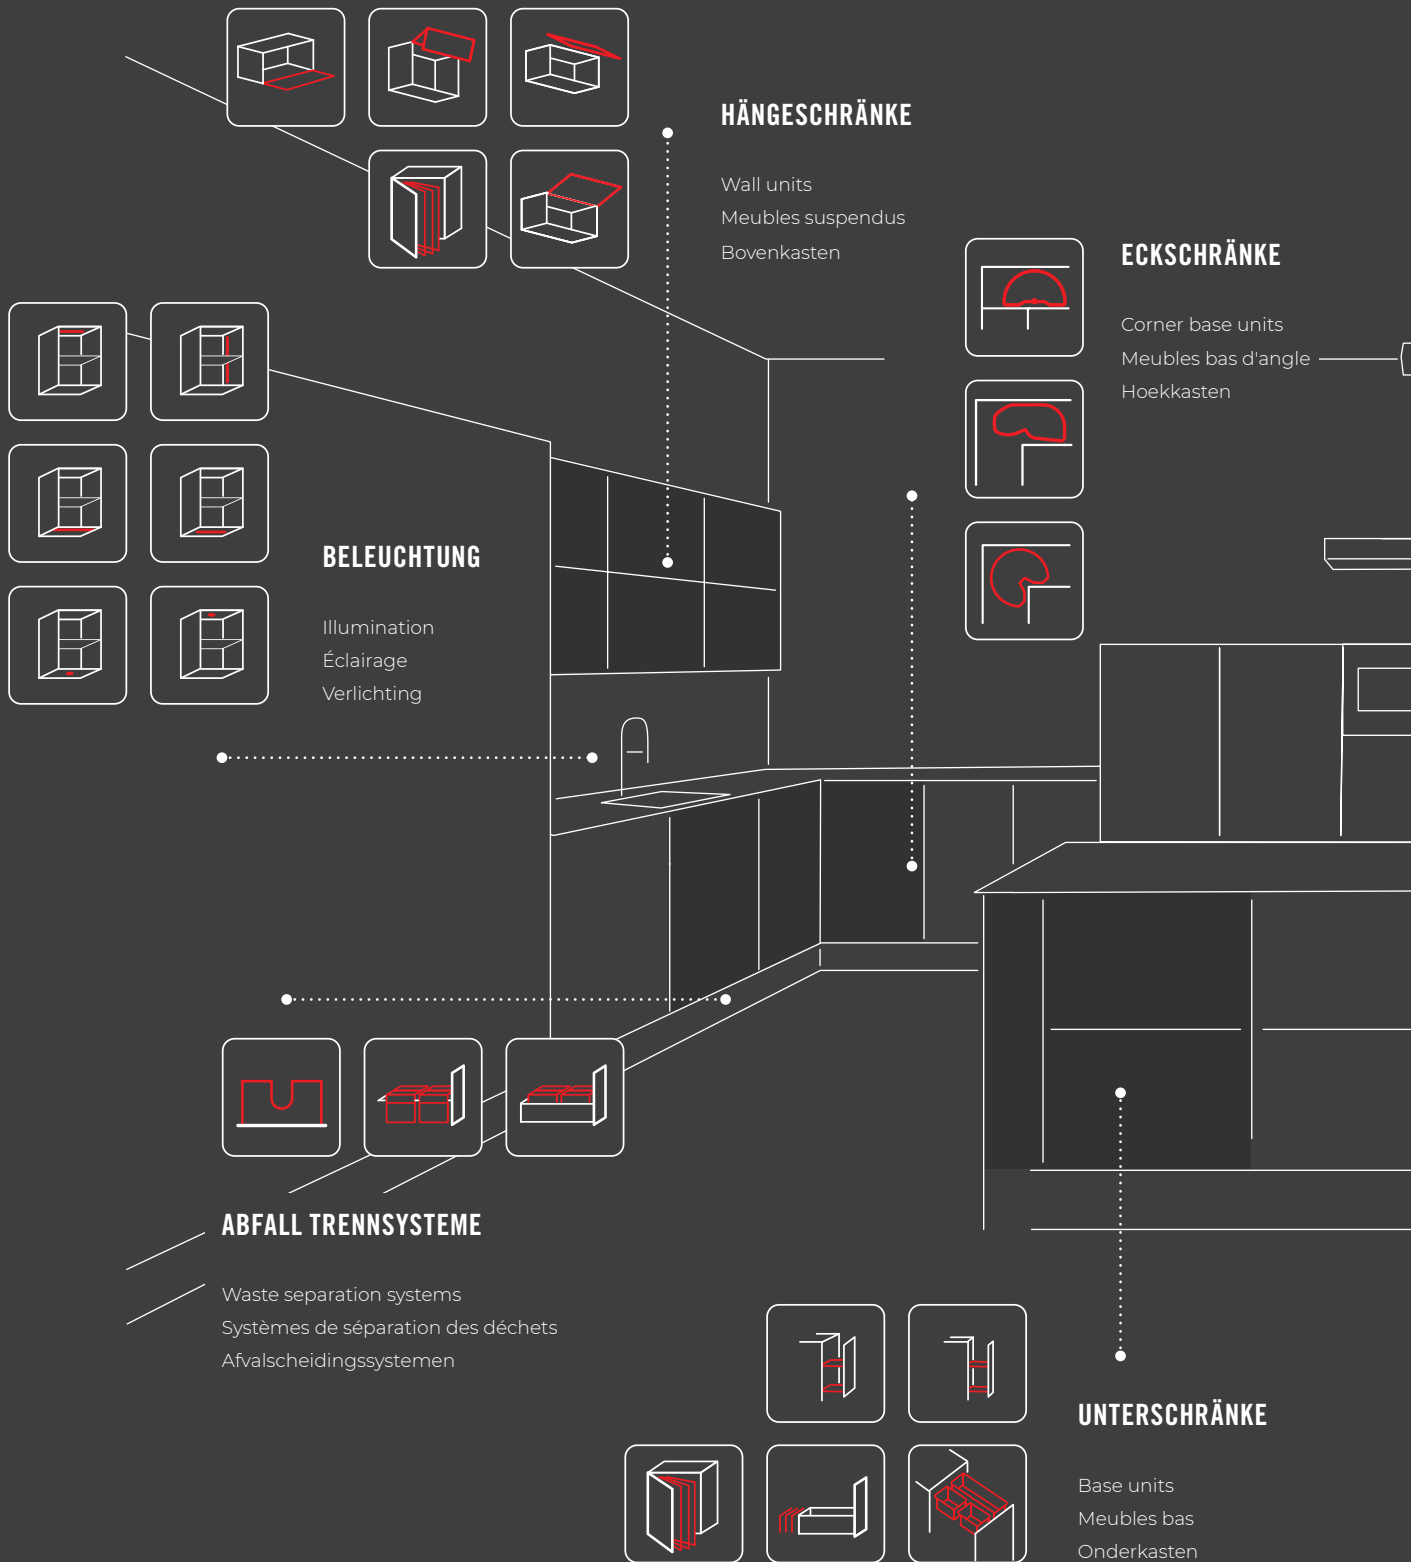 HÄNGESCHRÄNKE
Wall units
Meubles suspendus
Bovenkasten
ECKSCHRÄNKE
Corner base units
Meubles bas d'angle
Hoekkasten
BELEUCHTUNG
Illumination
Éclairage
Verlichting
ABFALL TRENNSYSTEME
Waste separation systems
Systèmes de séparation des déchets
Afvalscheidingssystemen
UNTERSCHRÄNKE
Base units
Meubles bas
Onderkasten